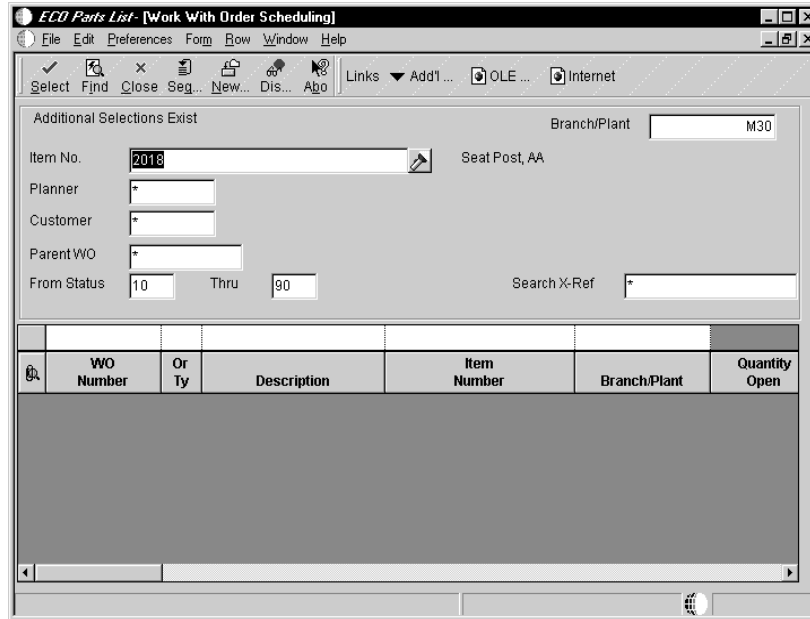 ECO Parts List - [Work With Order Scheduling]
File Edit Preferences Form Row Window Help
Select Find Close Seq... New... Dis... Abo Links Add'l ... OLE ... Internet
Additional Selections Exist
Branch/Plant M30
Item No. 2018 Seat Post, AA
Planner *
Customer *
Parent WO *
From Status 10 Thru 90 Search X-Ref *
WO Number Or Ty Description Item Number Branch/Plant Quantity Open